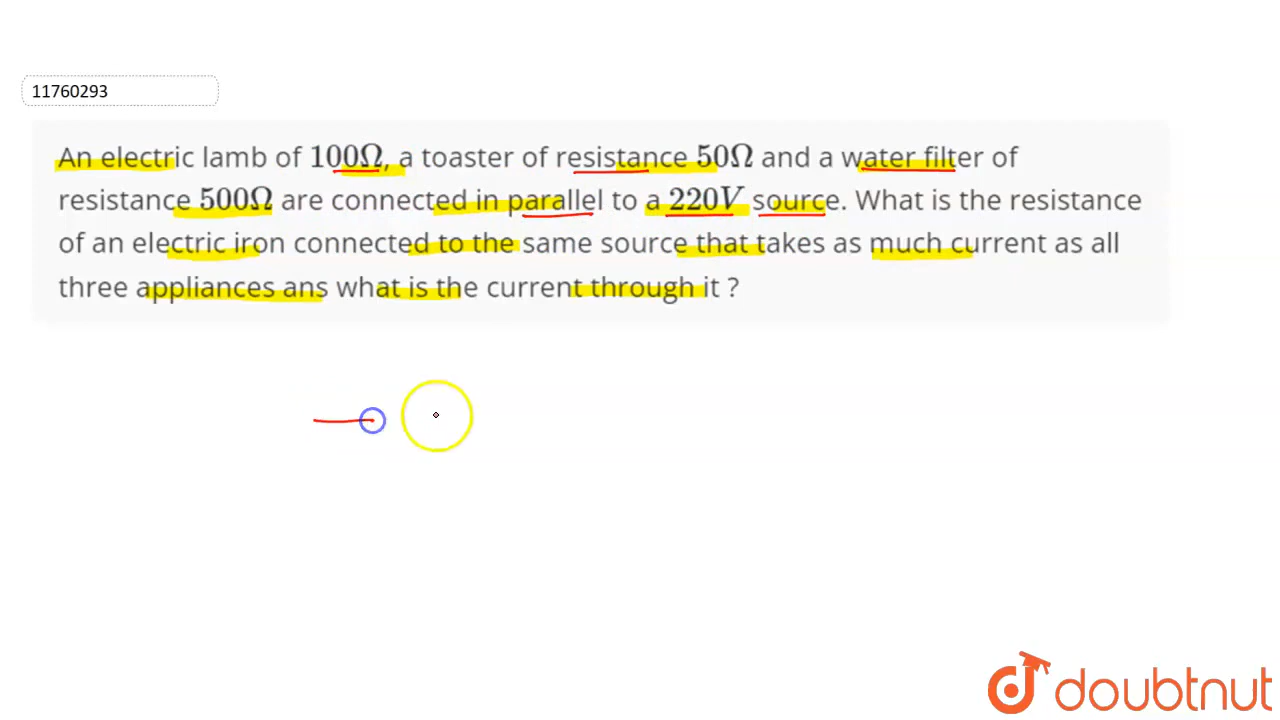 11760293
An electric lamb of 100Ω, a toaster of resistance 50Ω and a water filter of
resistance 500Ω are connected in parallel to a 220V source. What is the resistance
of an electric iron connected to the same source that takes as much current as all
three appliances ans what is the current through it ?
doubtnut